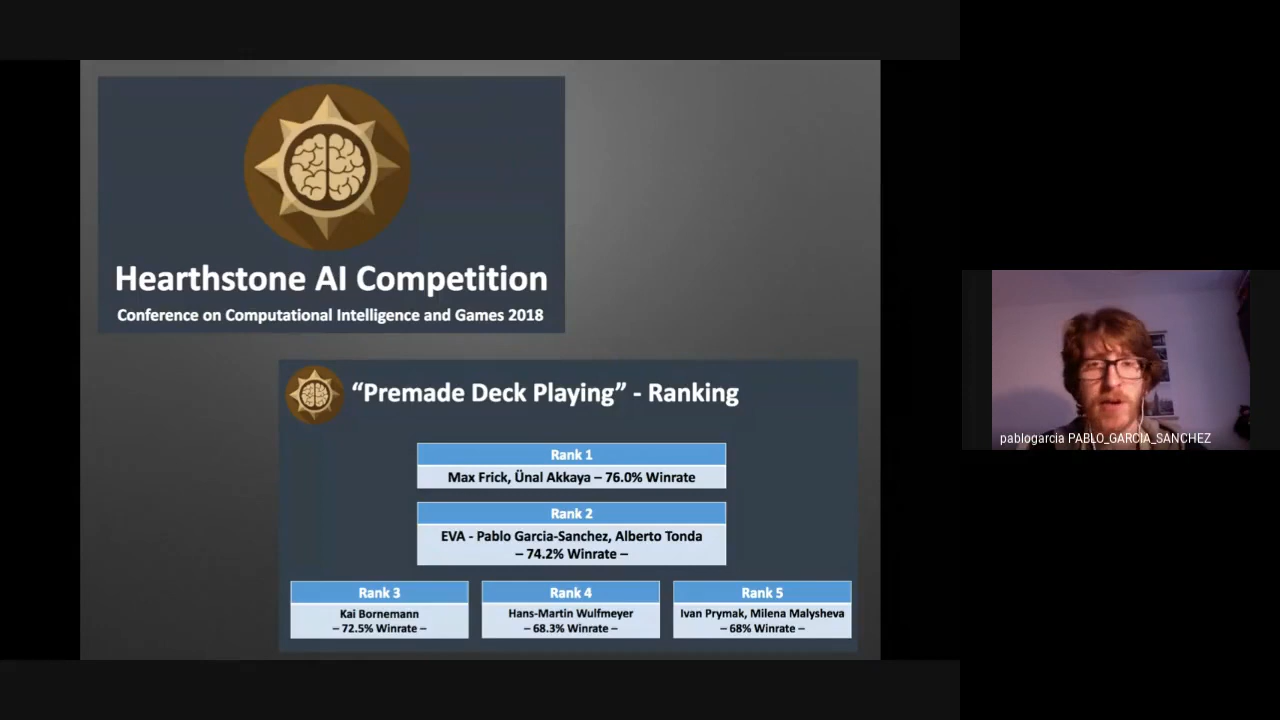 Hearthstone AI Competition
Conference on Computational Intelligence and Games 2018
“Premade Deck Playing” - Ranking
Rank 1
Max Frick, Ünal Akkaya – 76.0% Winrate
Rank 2
EVA - Pablo Garcia-Sanchez, Alberto Tonda
– 74.2% Winrate –
Rank 3
Kai Bornemann
– 72.5% Winrate –
Rank 4
Hans-Martin Wulfmeyer
– 68.3% Winrate –
Rank 5
Ivan Prymak, Milena Malysheva
– 68% Winrate –
pablogarcia PABLO_GARCIA_SANCHEZ